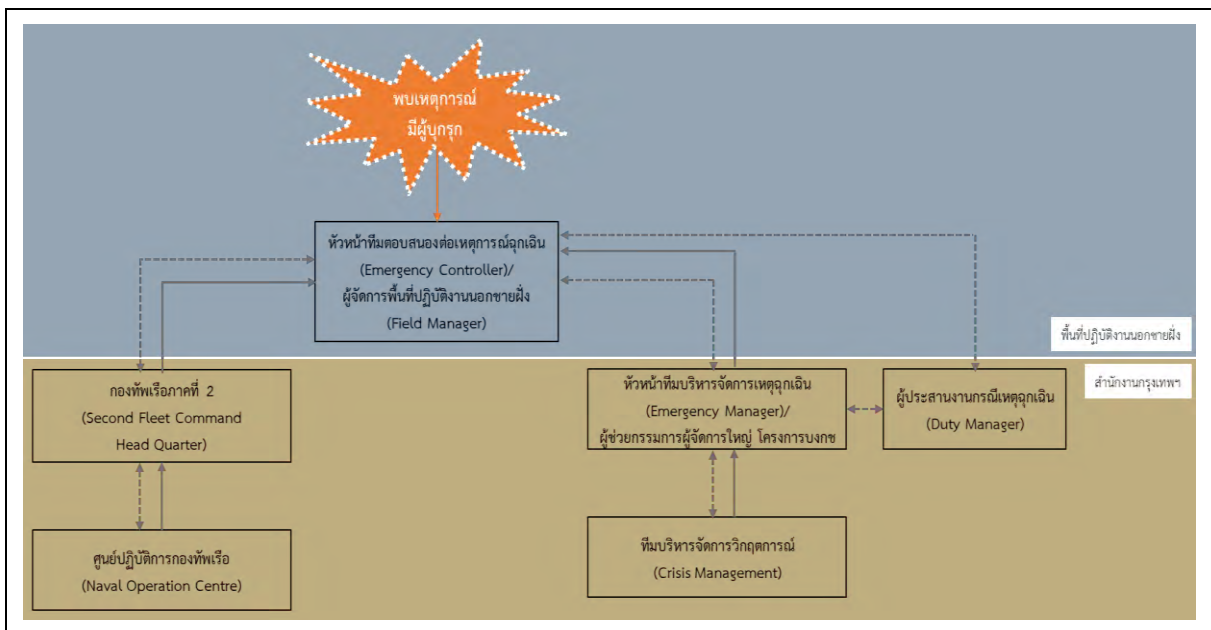 พบเหตุการณ์
มีผู้บุกรุก
หัวหน้าทีมตอบสนองต่อเหตุการณ์ฉุกเฉิน
(Emergency Controller)/
ผู้จัดการพื้นที่ปฏิบัติงานนอกชายฝั่ง
(Field Manager)
พื้นที่ปฏิบัติงานนอกชายฝั่ง
สำนักงานกรุงเทพฯ
กองทัพเรือภาคที่ 2
(Second Fleet Command
Head Quarter)
หัวหน้าทีมบริหารจัดการเหตุฉุกเฉิน
(Emergency Manager)/
ผู้ช่วยกรรมการผู้จัดการใหญ่ โครงการบงกช
ผู้ประสานงานกรณีเหตุฉุกเฉิน
(Duty Manager)
ศูนย์ปฏิบัติการกองทัพเรือ
(Naval Operation Centre)
ทีมบริหารจัดการวิกฤตการณ์
(Crisis Management)